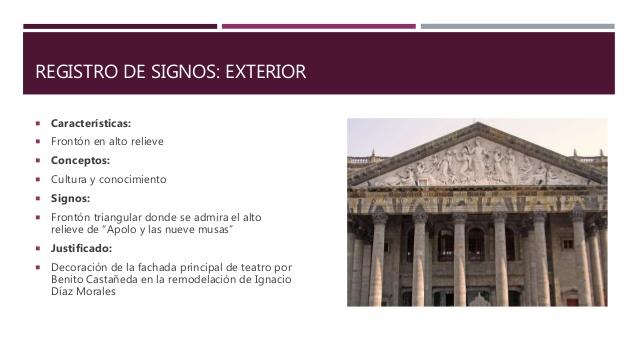 REGISTRO DE SIGNOS: EXTERIOR
Características:
Frontón en alto relieve
Conceptos:
Cultura y conocimiento
Signos:
Frontón triangular donde se admira el alto
relieve de “Apolo y las nueve musas”
Justificado:
Decoración de la fachada principal de teatro por
Benito Castañeda en la remodelación de Ignacio
Díaz Morales